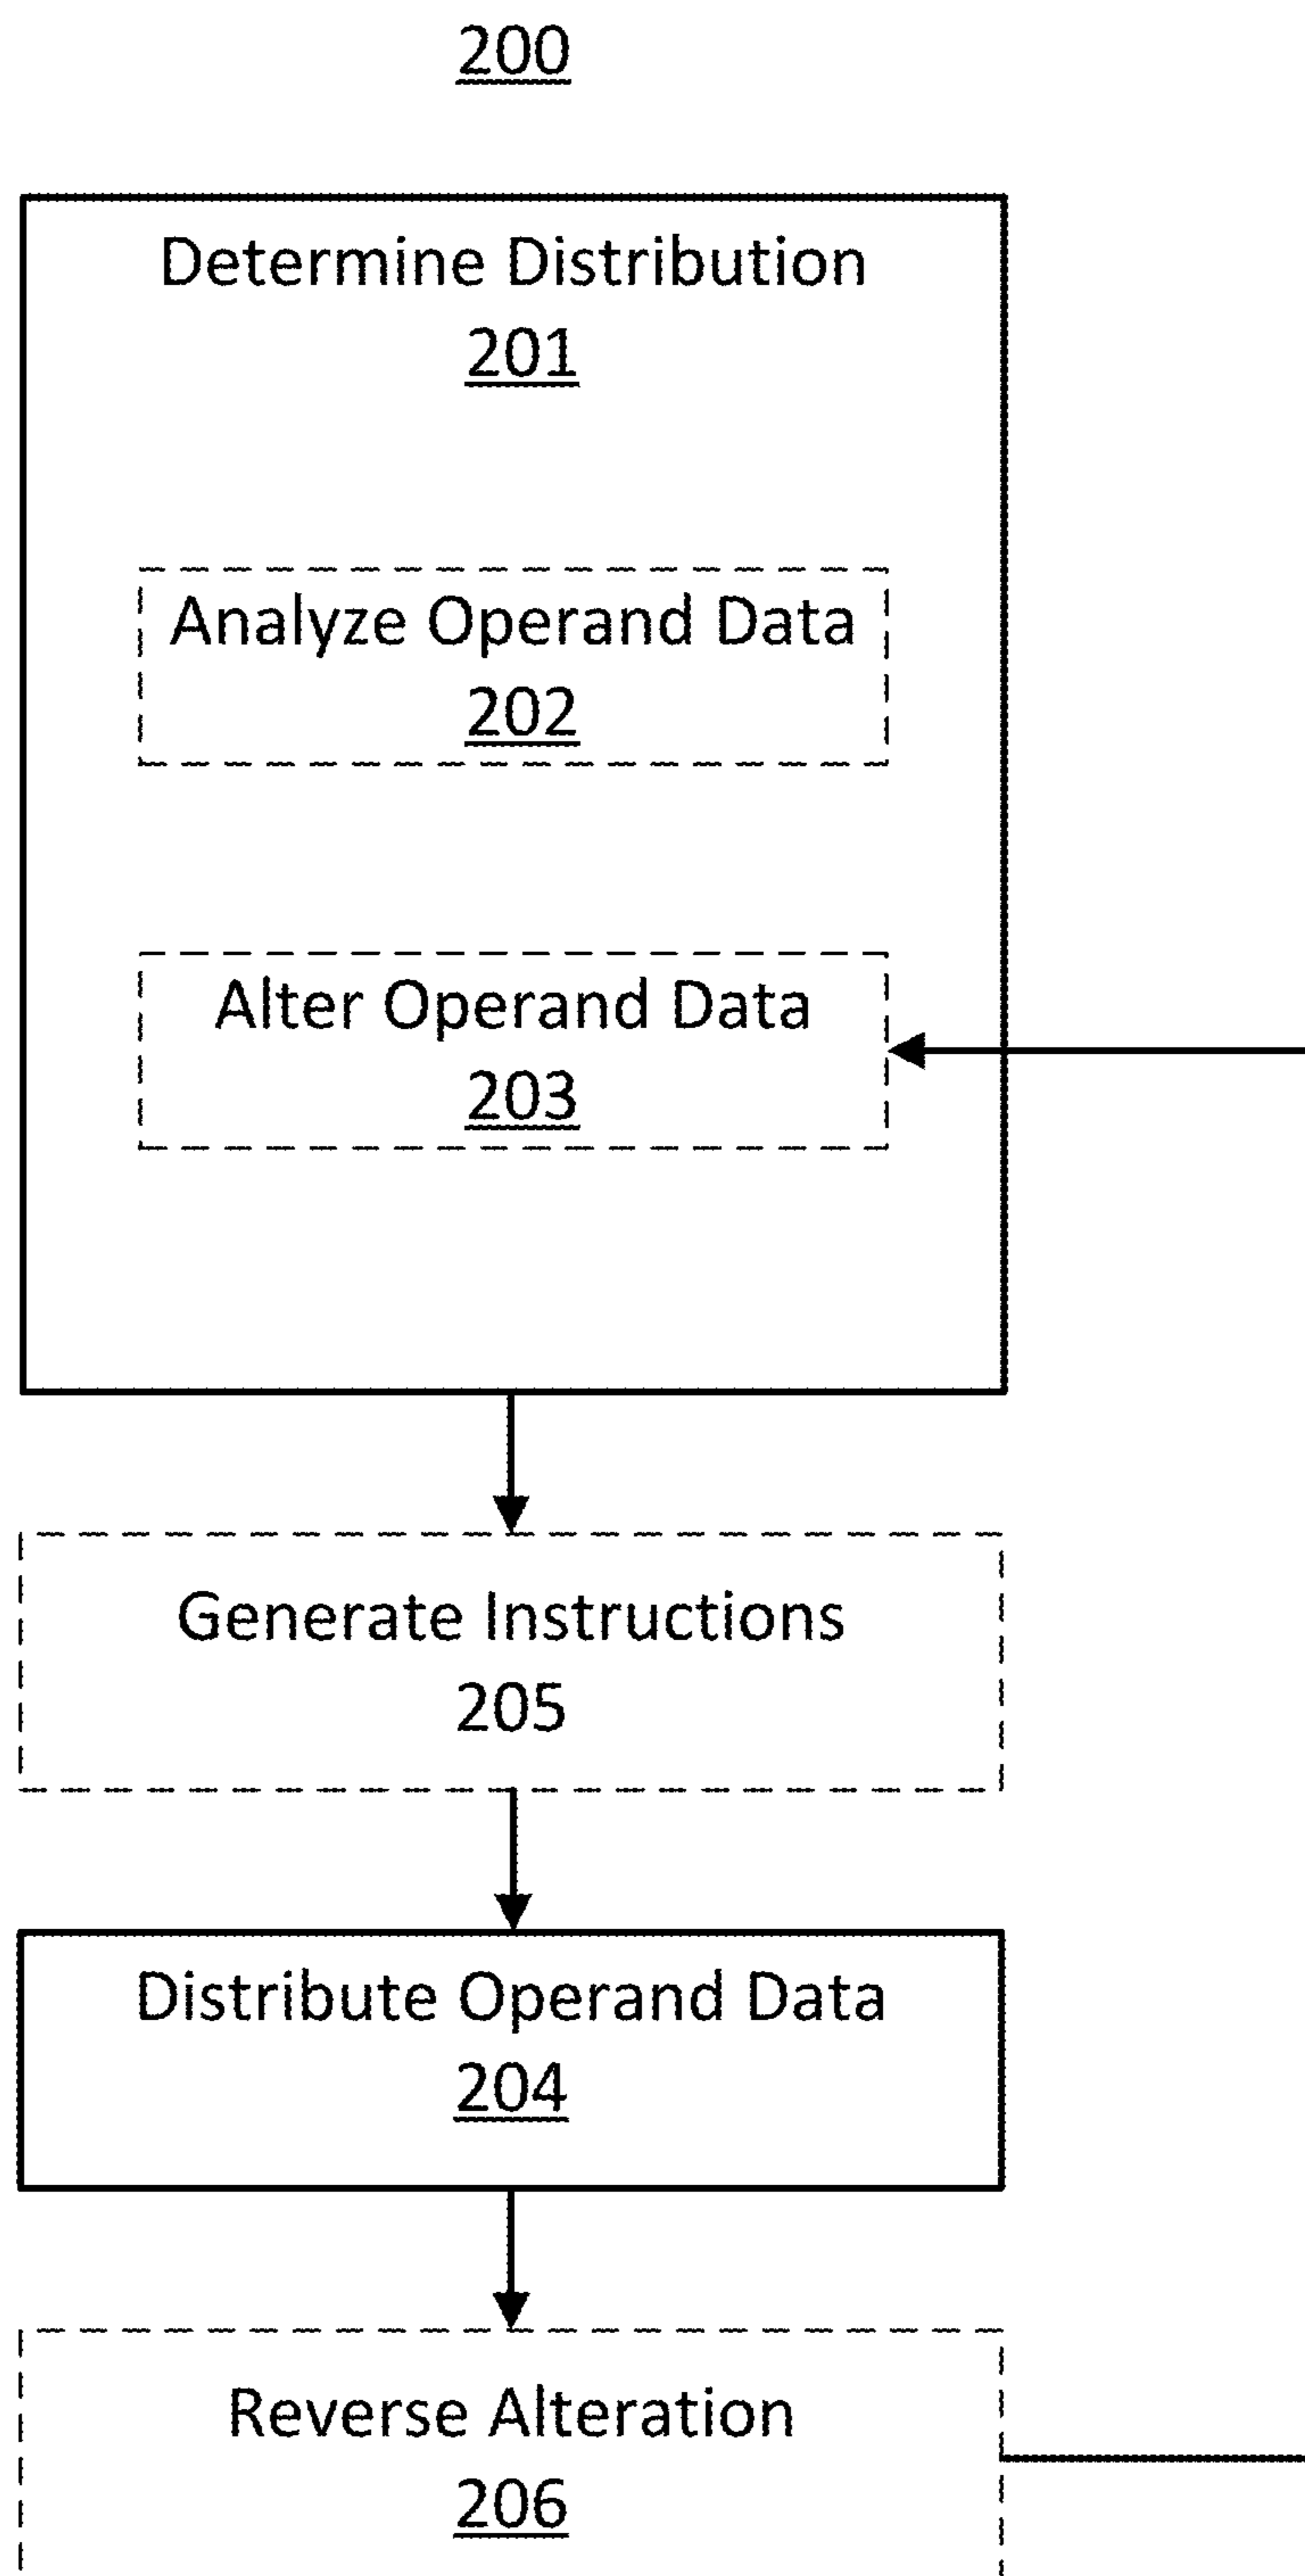 200
Determine Distribution
201
Analyze Operand Data
202
Alter Operand Data
203
Generate Instructions
205
Distribute Operand Data
204
Reverse Alteration
206